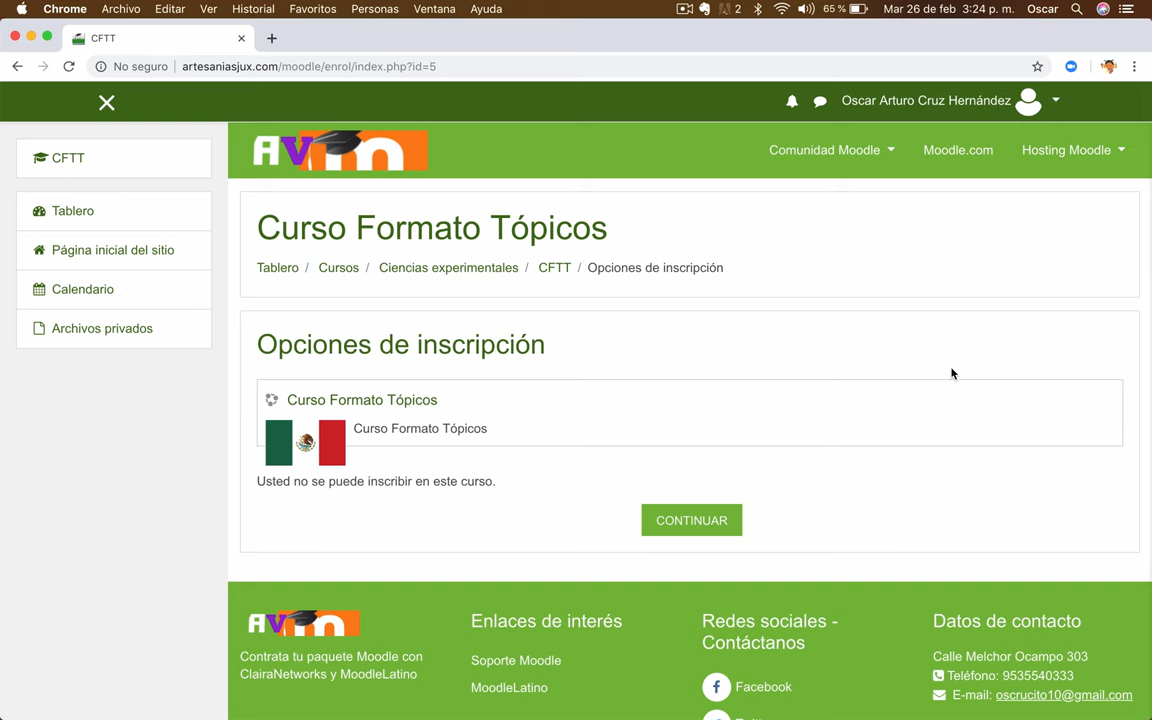 Chrome Archivo Editar Ver Historial Favoritos Personas Ventana Ayuda 2 65 % Mar 26 de feb 3:24 p. m. Oscar
CFTT
No seguro artesaniasjux.com/moodle/enrol/index.php?id=5
Oscar Arturo Cruz Hernández
CFTT
Tablero
Página inicial del sitio
Calendario
Archivos privados
Avim
Comunidad Moodle Moodle.com Hosting Moodle
Curso Formato Tópicos
Tablero / Cursos / Ciencias experimentales / CFTT / Opciones de inscripción
Opciones de inscripción
Curso Formato Tópicos
Curso Formato Tópicos
Usted no se puede inscribir en este curso.
CONTINUAR
Avim
Contrata tu paquete Moodle con
ClairaNetworks y MoodleLatino
Enlaces de interés
Soporte Moodle
MoodleLatino
Redes sociales -
Contáctanos
Facebook
Datos de contacto
Calle Melchor Ocampo 303
Teléfono: 9535540333
E-mail: oscrucito10@gmail.com